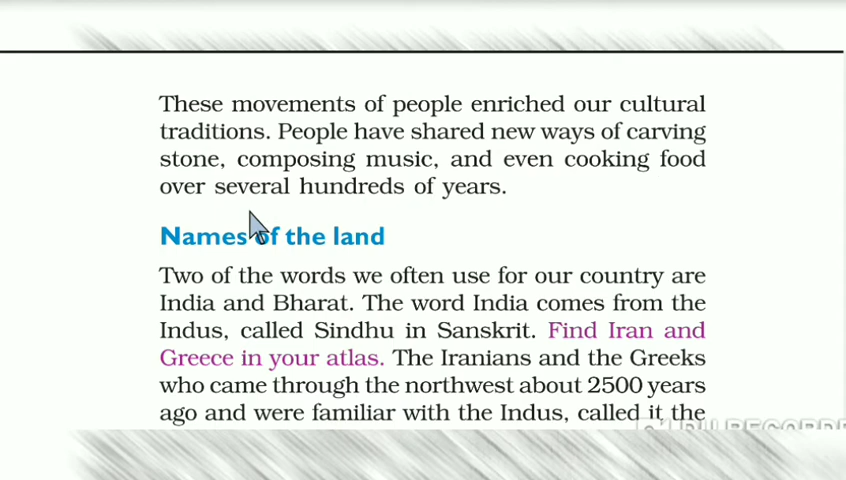 These movements of people enriched our cultural
traditions. People have shared new ways of carving
stone, composing music, and even cooking food
over several hundreds of years.
Names of the land
Two of the words we often use for our country are
India and Bharat. The word India comes from the
Indus, called Sindhu in Sanskrit. Find Iran and
Greece in your atlas. The Iranians and the Greeks
who came through the northwest about 2500 years
ago and were familiar with the Indus, called it the